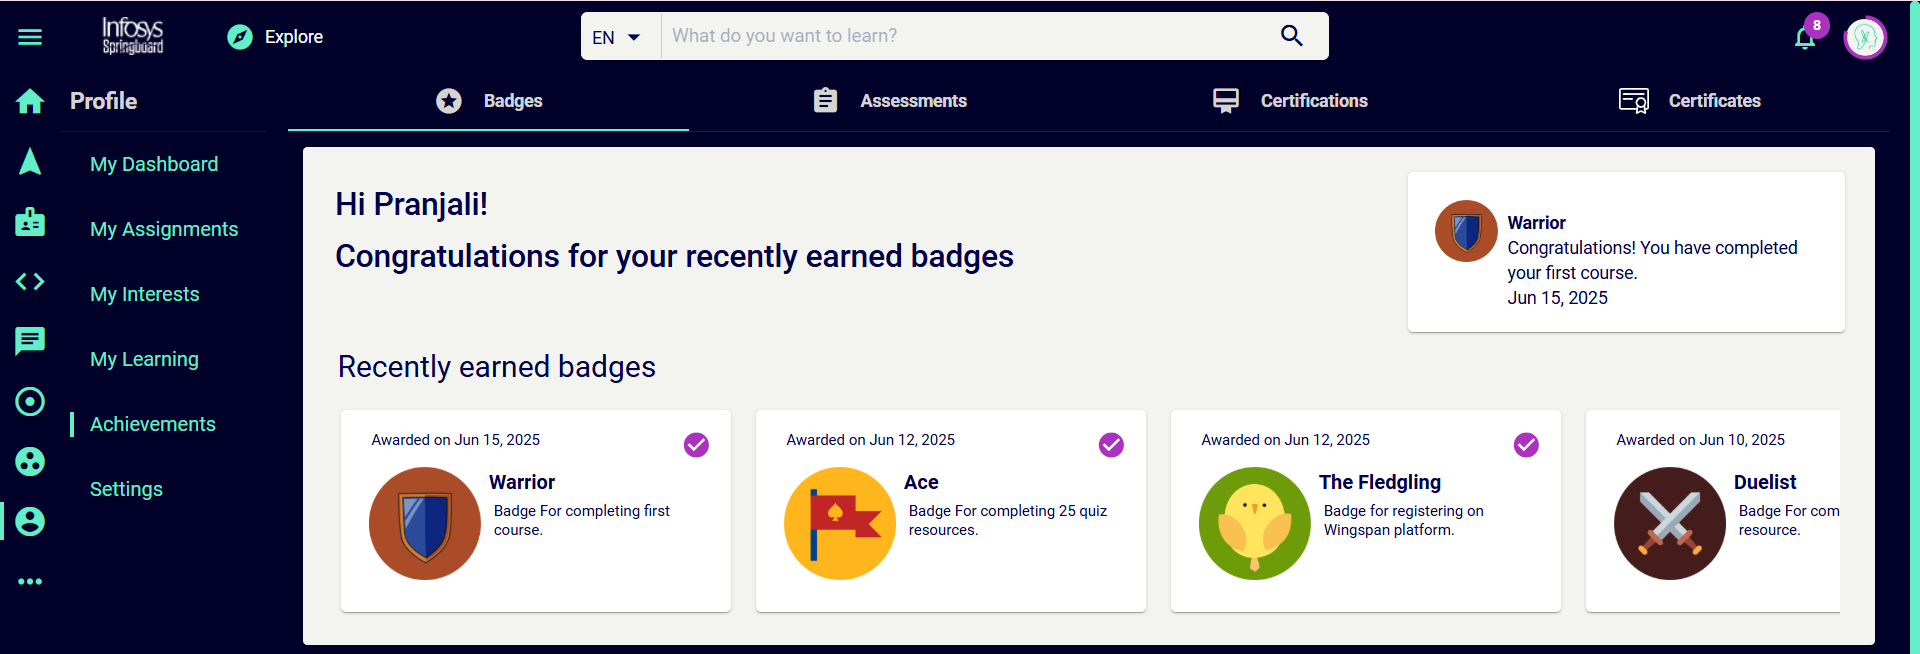 Infosys
Springboard
Explore
EN
What do you want to learn?
8
Profile
Badges
Assessments
Certifications
Certificates
My Dashboard
My Assignments
My Interests
My Learning
Achievements
Settings
Hi Pranjali!
Congratulations for your recently earned badges
Warrior
Congratulations! You have completed
your first course.
Jun 15, 2025
Recently earned badges
Awarded on Jun 15, 2025
Warrior
Badge For completing first
course.
Awarded on Jun 12, 2025
Ace
Badge For completing 25 quiz
resources.
Awarded on Jun 12, 2025
The Fledgling
Badge for registering on
Wingspan platform.
Awarded on Jun 10, 2025
Duelist
Badge For com
resource.